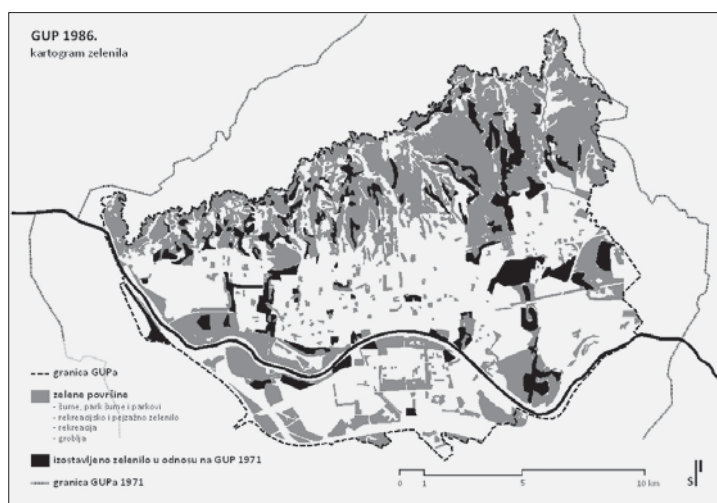 GUP 1986.
kartogram zelenila
granica GUPa
zelene površine
- šume, park šume i parkovi
- rekreacijsko i pejzažno zelenilo
- rekreacija
- groblja
izostavljeno zelenilo u odnosu na GUP 1971
granica GUPa 1971
0 1 5 10 km
S